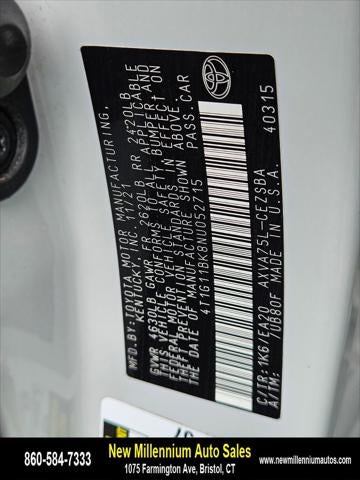 MFD. BY: TOYOTA MOTOR MANUFACTURING
KENTUCKY, INC. 11/21
GVWR 4630LB GAWR FR 2620LB RR 2420LB
THIS VEHICLE CONFORMS TO ALL APPLICABLE
FEDERAL MOTOR VEHICLE SAFETY, BUMPER AND
THEFT PREVENTION STANDARDS IN EFFECT ON
THE DATE OF MANUFACTURE SHOWN ABOVE.
4T1G11BK8NU052715 PASS.CAR
C/TR: 1K6/EA20 AXVA75L-CEZSBA
A/TM: /UB80F MADE IN U.S.A. 40315
860-584-7333
New Millennium Auto Sales
1075 Farmington Ave, Bristol, CT
www.newmillenniumautos.com